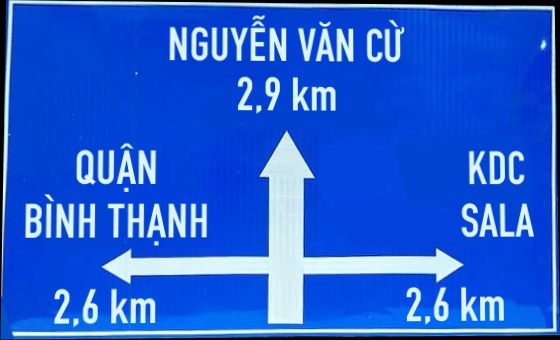 NGUYỄN VĂN CỪ
2,9 km
QUẬN
BÌNH THẠNH
2,6 km
KDC
SALA
2,6 km